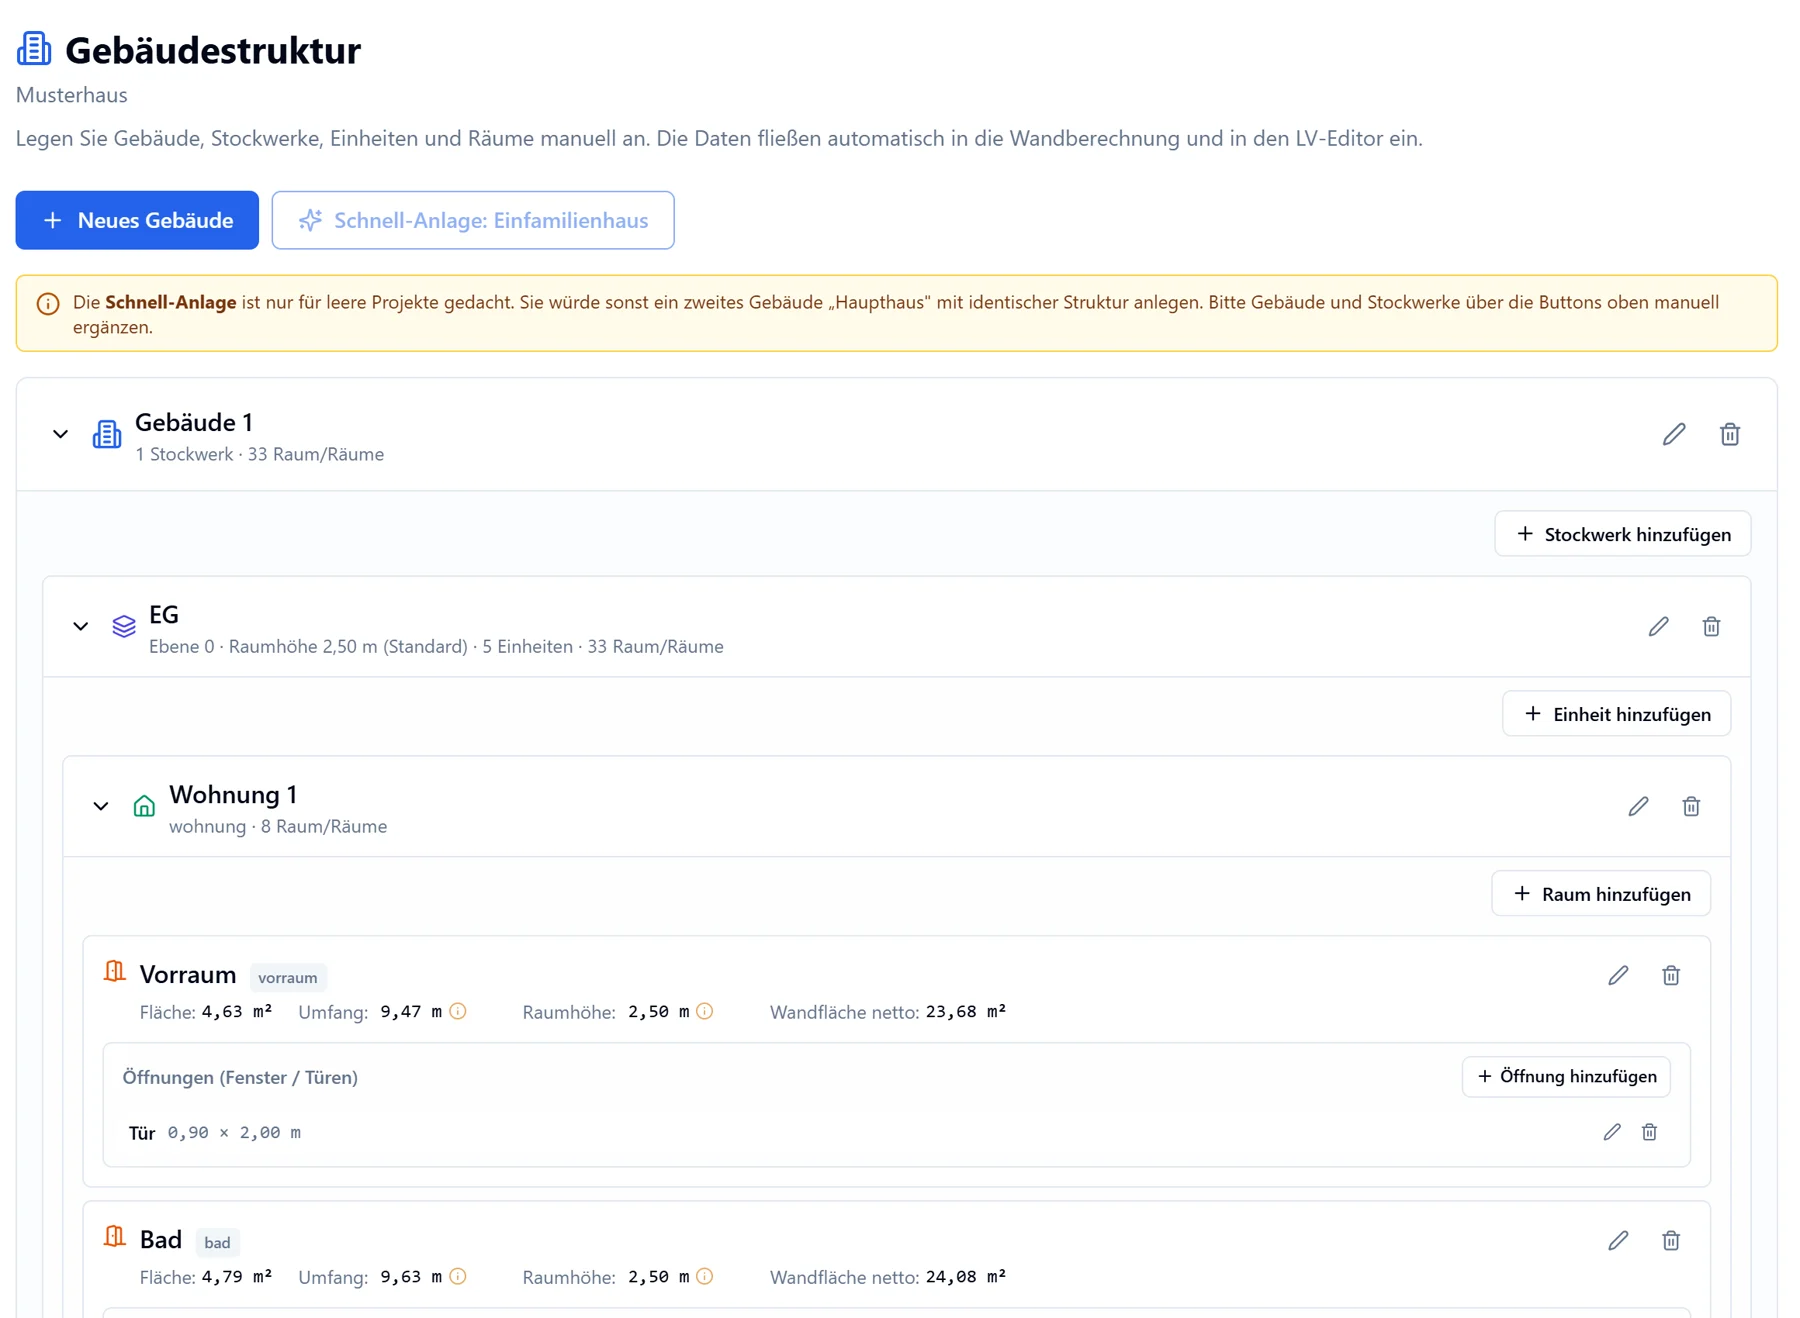 Gebäudestruktur
Musterhaus
Legen Sie Gebäude, Stockwerke, Einheiten und Räume manuell an. Die Daten fließen automatisch in die Wandberechnung und in den LV-Editor ein.
+ Neues Gebäude
Schnell-Anlage: Einfamilienhaus
Die Schnell-Anlage ist nur für leere Projekte gedacht. Sie würde sonst ein zweites Gebäude „Haupthaus" mit identischer Struktur anlegen. Bitte Gebäude und Stockwerke über die Buttons oben manuell
ergänzen.
Gebäude 1
1 Stockwerk · 33 Raum/Räume
+ Stockwerk hinzufügen
EG
Ebene 0 · Raumhöhe 2,50 m (Standard) · 5 Einheiten · 33 Raum/Räume
+ Einheit hinzufügen
Wohnung 1
wohnung · 8 Raum/Räume
+ Raum hinzufügen
Vorraum vorraum
Fläche: 4,63 m² Umfang: 9,47 m Raumhöhe: 2,50 m Wandfläche netto: 23,68 m²
Öffnungen (Fenster / Türen)
+ Öffnung hinzufügen
Tür 0,90 × 2,00 m
Bad bad
Fläche: 4,79 m² Umfang: 9,63 m Raumhöhe: 2,50 m Wandfläche netto: 24,08 m²